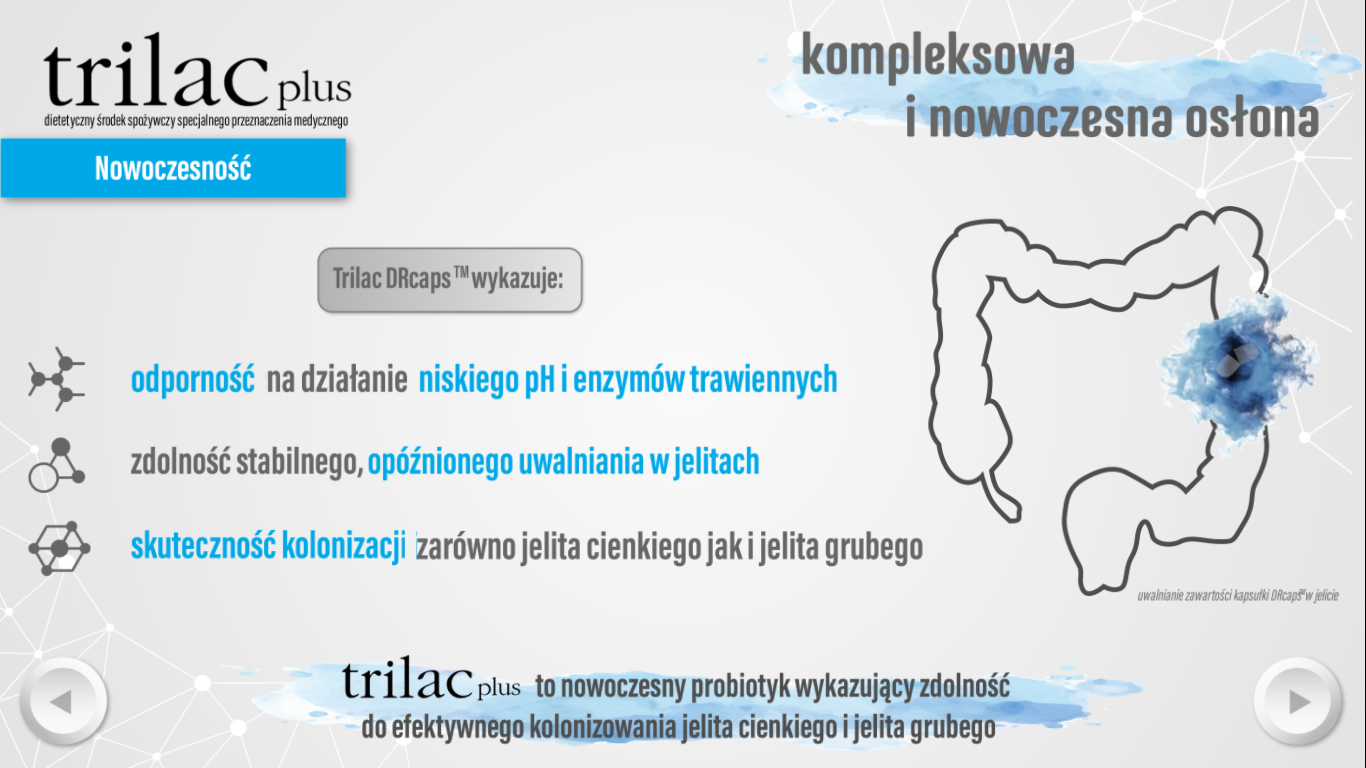 trilac plus
dietetyczny środek spożywczy specjalnego przeznaczenia medycznego
Nowoczesność
kompleksowa
i nowoczesna osłona
Trilac DRcaps™ wykazuje:
odporność na działanie niskiego pH i enzymów trawiennych
zdolność stabilnego, opóźnionego uwalniania w jelitach
skuteczność kolonizacji zarówno jelita cienkiego jak i jelita grubego
uwalnianie zawartości kapsułki DRcaps™ w jelicie
trilac plus to nowoczesny probiotyk wykazujący zdolność
do efektywnego kolonizowania jelita cienkiego i jelita grubego